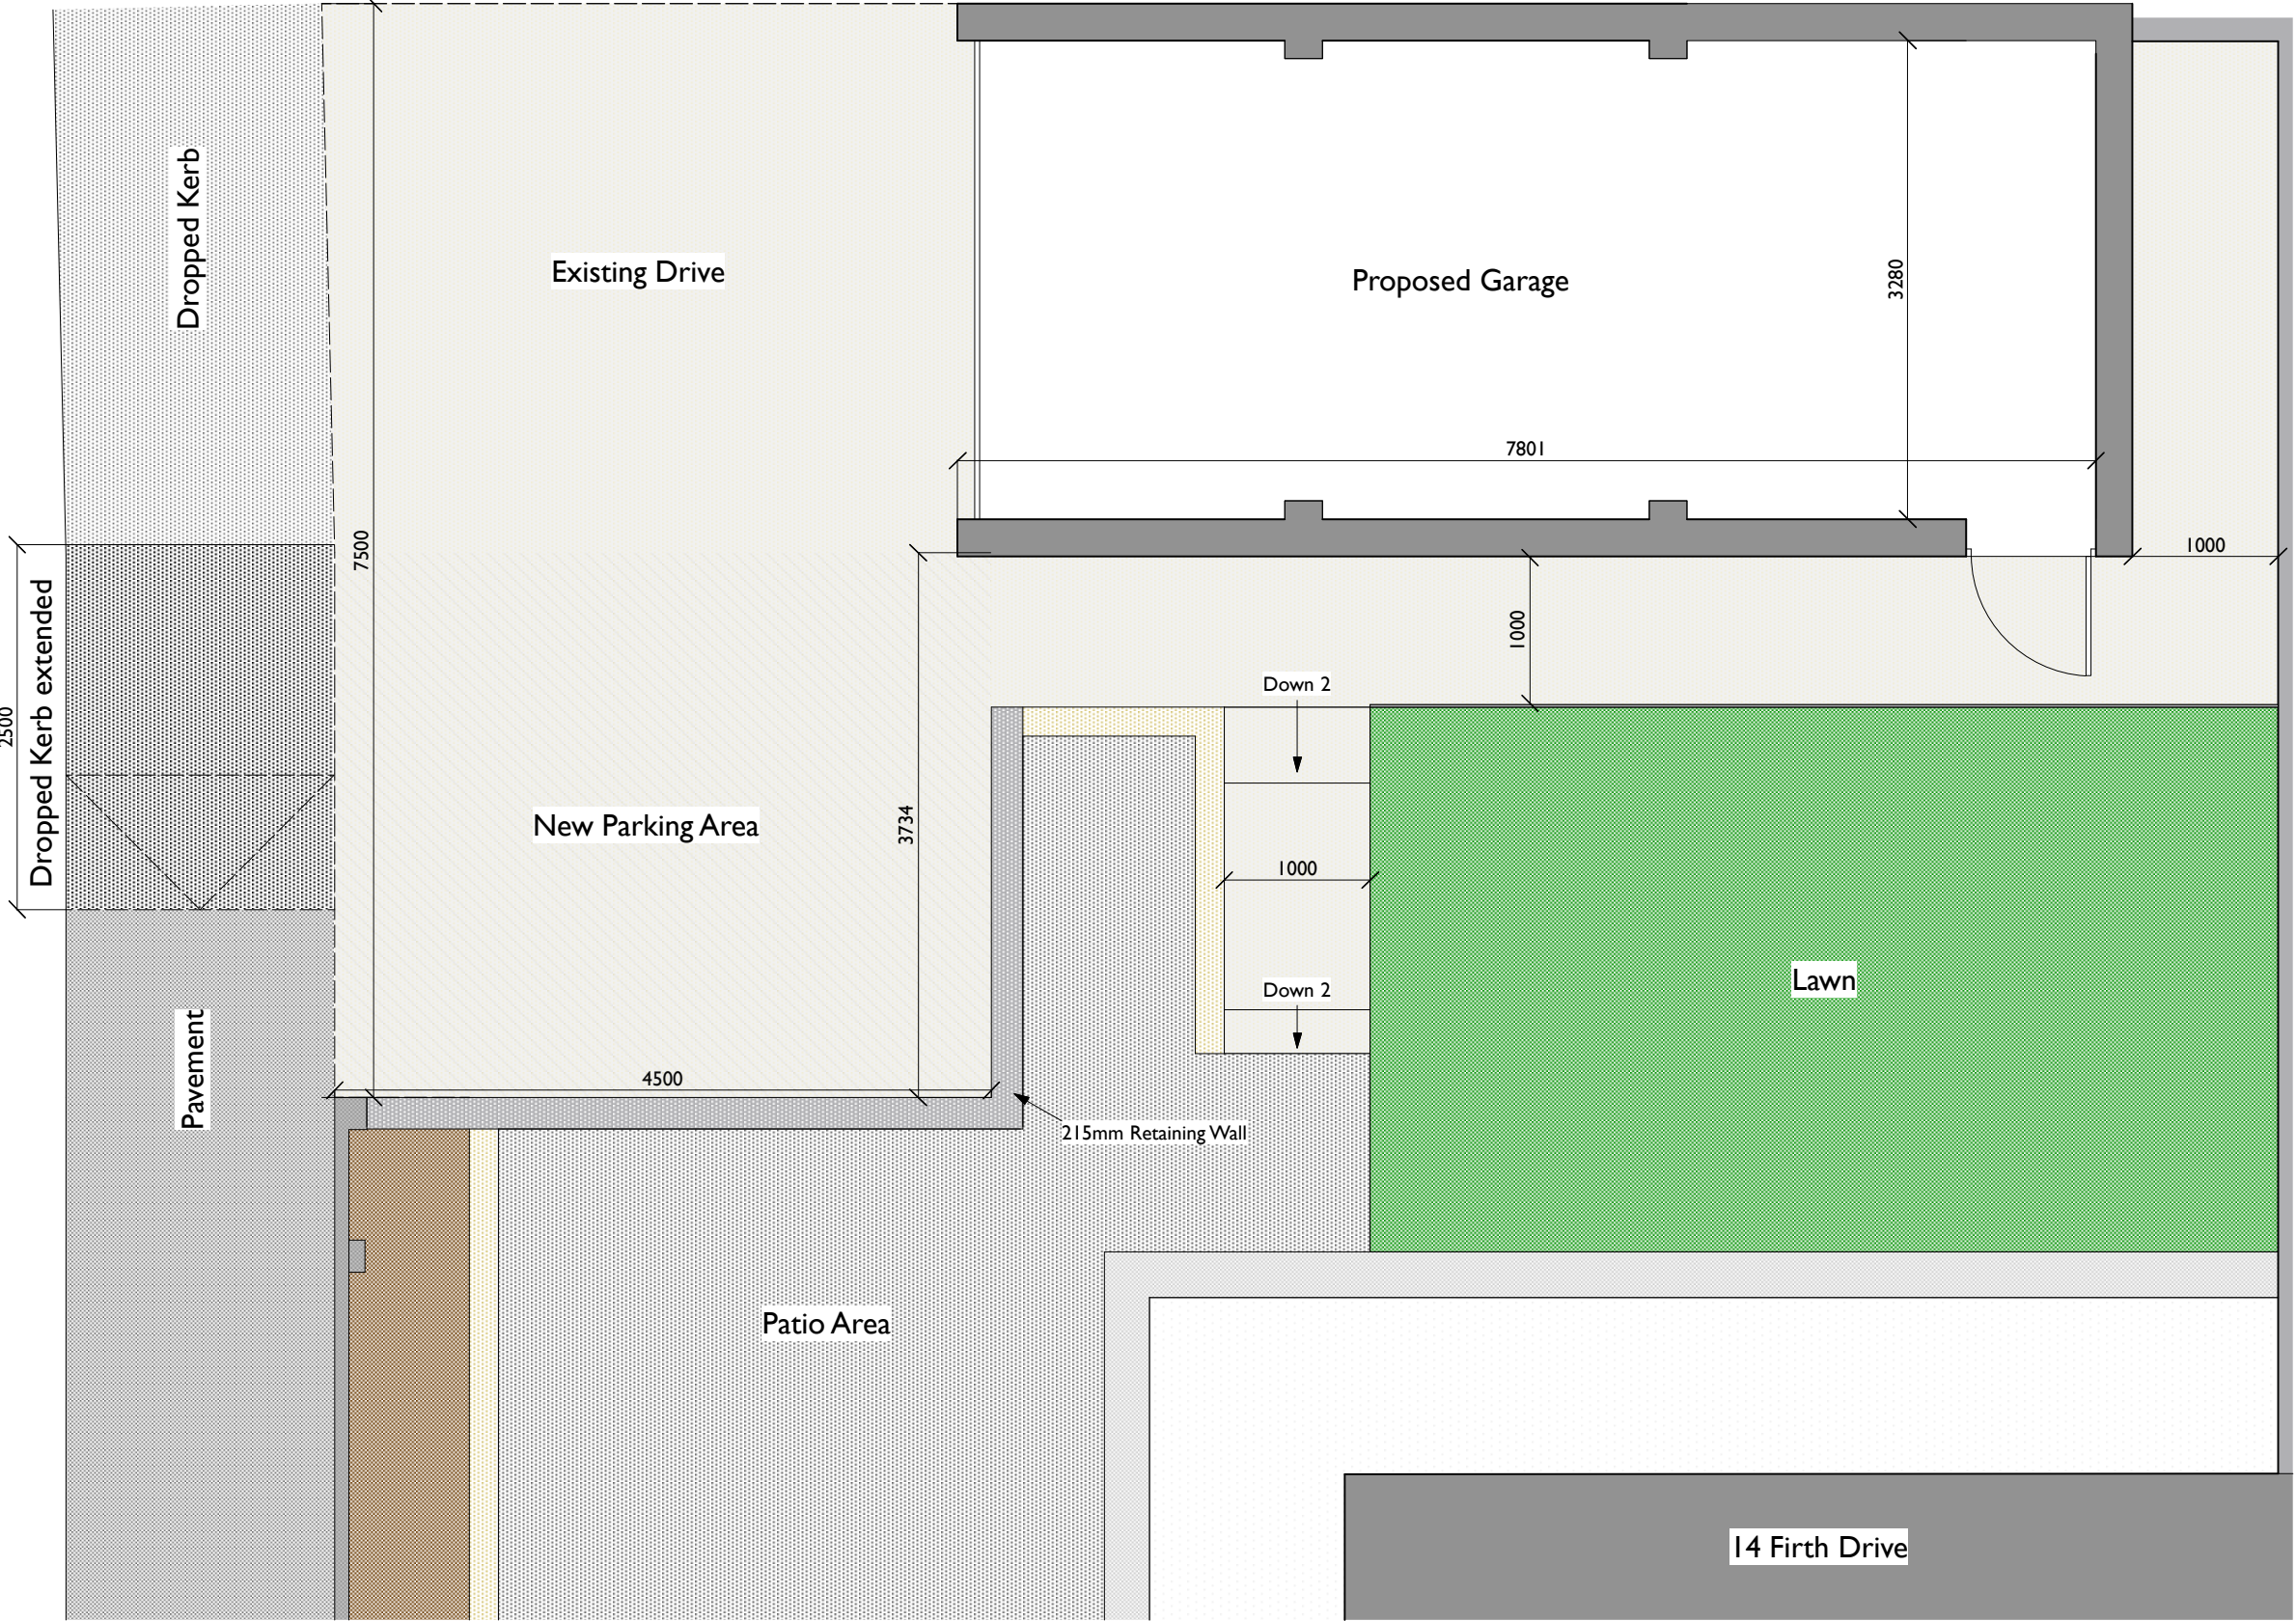 Dropped Kerb
Existing Drive
Proposed Garage
3280
7801
7500
1000
Dropped Kerb extended
2500
1000
Down 2
New Parking Area
3734
1000
Lawn
Down 2
Pavement
4500
215mm Retaining Wall
Patio Area
14 Firth Drive